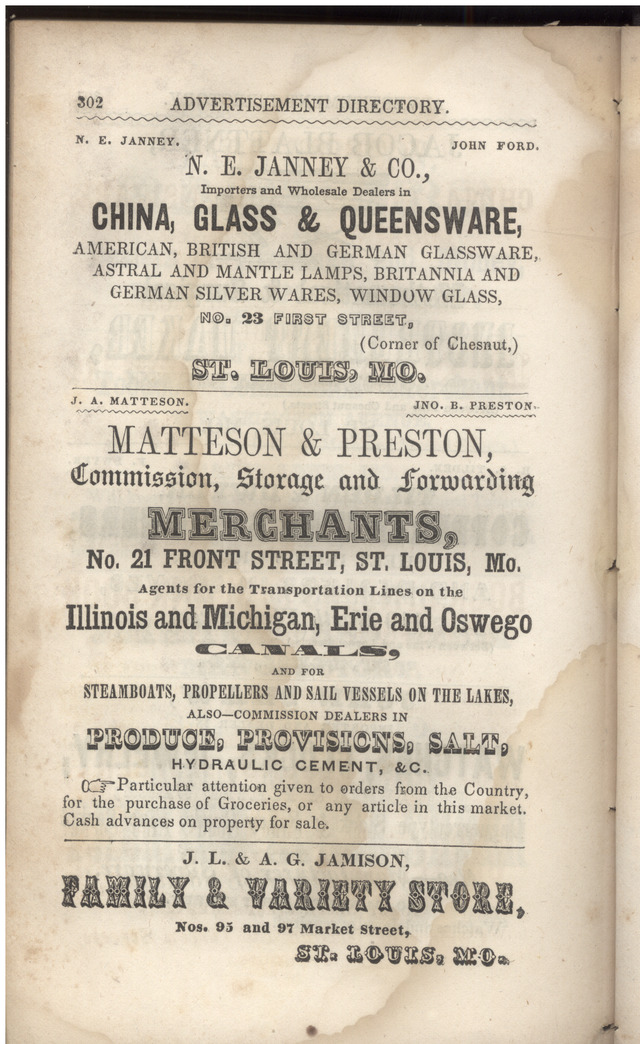 302 ADVERTISEMENT DIRECTORY.
N. E. JANNEY. JOHN FORD.
N. E. JANNEY & CO.,
Importers and Wholesale Dealers in
CHINA, GLASS & QUEENSWARE,
AMERICAN, BRITISH AND GERMAN GLASSWARE,
ASTRAL AND MANTLE LAMPS, BRITANNIA AND
GERMAN SILVER WARES, WINDOW GLASS,
NO. 23 FIRST STREET,
(Corner of Chesnut,)
ST. LOUIS, MO.
J. A. MATTESON. JNO. B. PRESTON.
MATTESON & PRESTON,
Commission, Storage and Forwarding
MERCHANTS,
No. 21 FRONT STREET, ST. LOUIS, Mo.
Agents for the Transportation Lines on the
Illinois and Michigan, Erie and Oswego
CANALS,
AND FOR
STEAMBOATS, PROPELLERS AND SAIL VESSELS ON THE LAKES,
ALSO—COMMISSION DEALERS IN
PRODUCE, PROVISIONS, SALT,
HYDRAULIC CEMENT, &C.
☞Particular attention given to orders from the Country,
for the purchase of Groceries, or any article in this market.
Cash advances on property for sale.
J. L. & A. G. JAMISON,
FAMILY & VARIETY STORE,
Nos. 95 and 97 Market Street,
ST. LOUIS, MO.